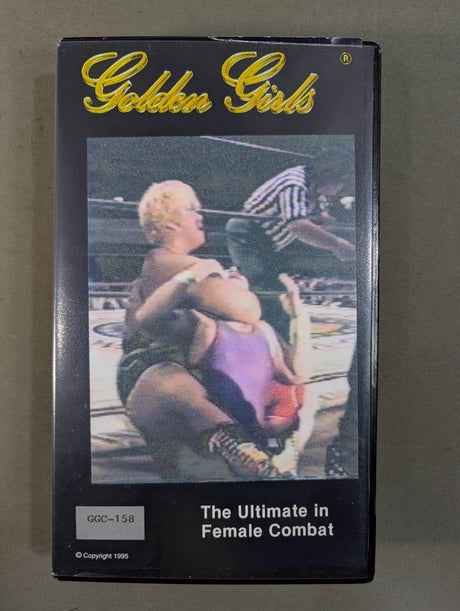 Golden Girls ®
GGC-158
The Ultimate in
Female Combat
© Copyright 1995